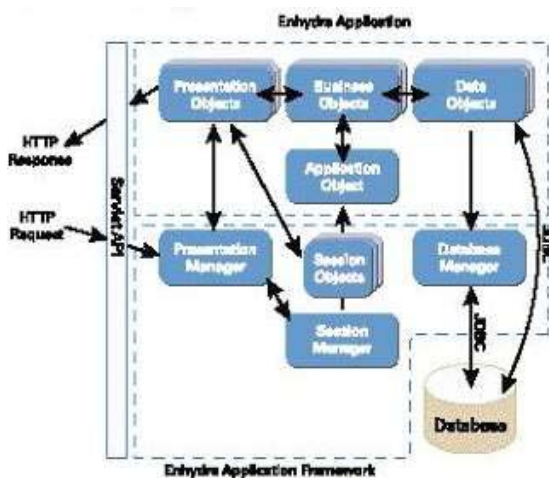 Enhydra Application
Presentation
Objects
Business
Objects
Data
Objects
HTTP
Response
Application
Object
Servlet API
HTTP
Request
Presentation
Manager
Session
Objects
Database
Manager
JDBC
JDBC
Session
Manager
Database
Enhydra Application Framework